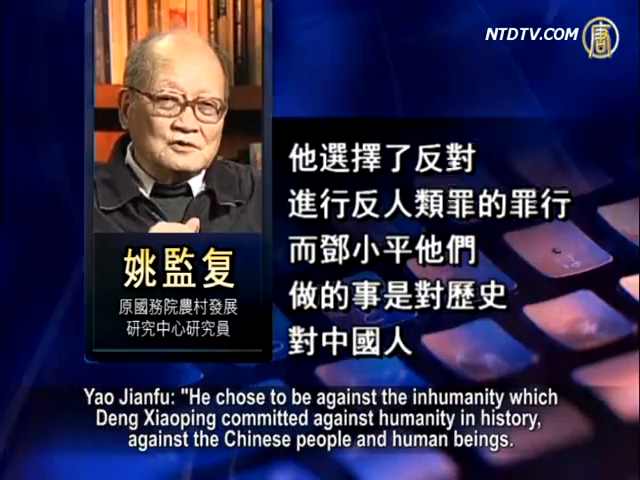 NTDTV.COM
唐
他選擇了反對
進行反人類罪的罪行
而鄧小平他們
做的事是對歷史
對中國人
姚監复
原國務院農村發展
研究中心研究員
Yao Jianfu: "He chose to be against the inhumanity which
Deng Xiaoping committed against humanity in history,
against the Chinese people and human beings.